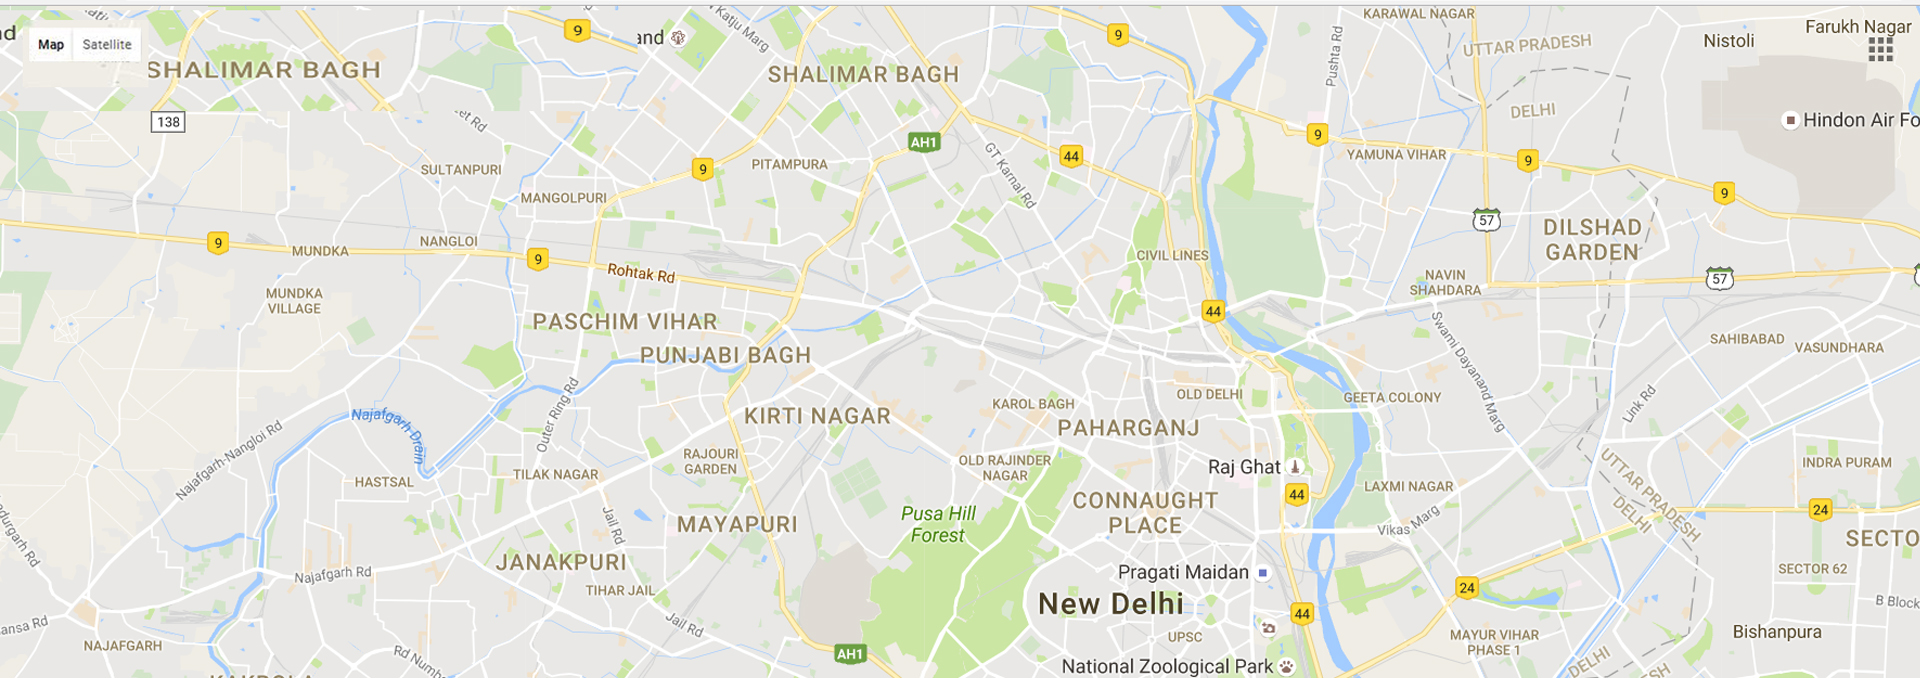 KARAWAL NAGAR
Farukh Nagar
Katju Marg
9
and
9
Nistoli
UTTAR PRADESH
Map
Satellite
Pushta Rd
SHALIMAR BAGH
SHALIMAR BAGH
DELHI
138
Hindon Air Fo
9
AH1
44
YAMUNA VIHAR
9
PITAMPURA
9
SULTANPURI
GT Karnal Rd
MANGOLPURI
9
57
DILSHAD
GARDEN
9
MUNDKA
NANGLOI
9
Rohtak Rd
CIVIL LINES
NAVIN
SHAHDARA
57
MUNDKA
VILLAGE
44
PASCHIM VIHAR
Swami Dayanand Marg
SAHIBABAD
VASUNDHARA
PUNJABI BAGH
OLD DELHI
GEETA COLONY
Link Rd
KAROL BAGH
KIRTI NAGAR
PAHARGANJ
Najafgarh Drain
Outer Ring Rd
Najafgarh-Nangloi Rd
RAJOURI
GARDEN
OLD RAJINDER
NAGAR
Raj Ghat
INDRA PURAM
HASTSAL
TILAK NAGAR
44
LAXMI NAGAR
UTTAR PRADESH
DELHI
CONNAUGHT
PLACE
Pusa Hill
Forest
MAYAPURI
Jail Rd
Vikas Marg
24
SECTO
JANAKPURI
Najafgarh Rd
Pragati Maidan
SECTOR 62
TIHAR JAIL
24
New Delhi
B Block
44
Jail Rd
ansa Rd
UPSC
MAYUR VIHAR
PHASE 1
Bishanpura
NAJAFGARH
AH1
Rd Numb
National Zoological Park
DELHI